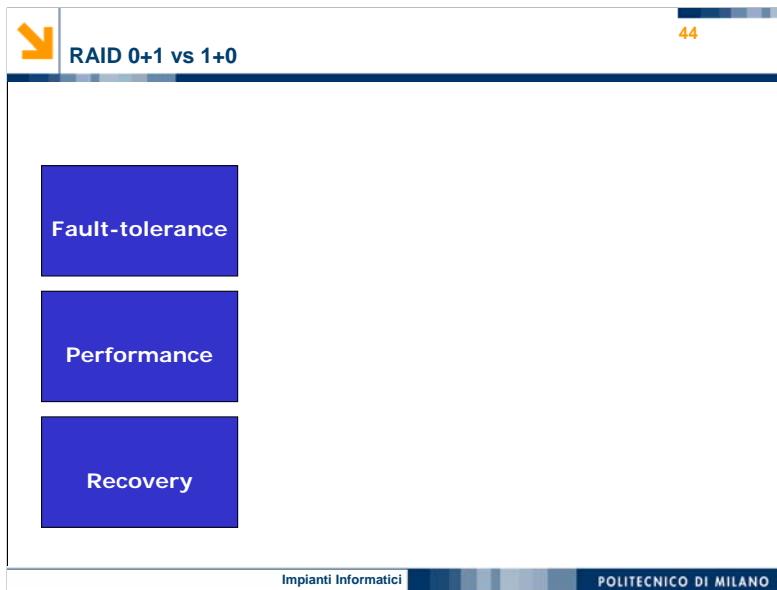 44
RAID 0+1 vs 1+0
Fault-tolerance
Performance
Recovery
Impianti Informatici
POLITECNICO DI MILANO